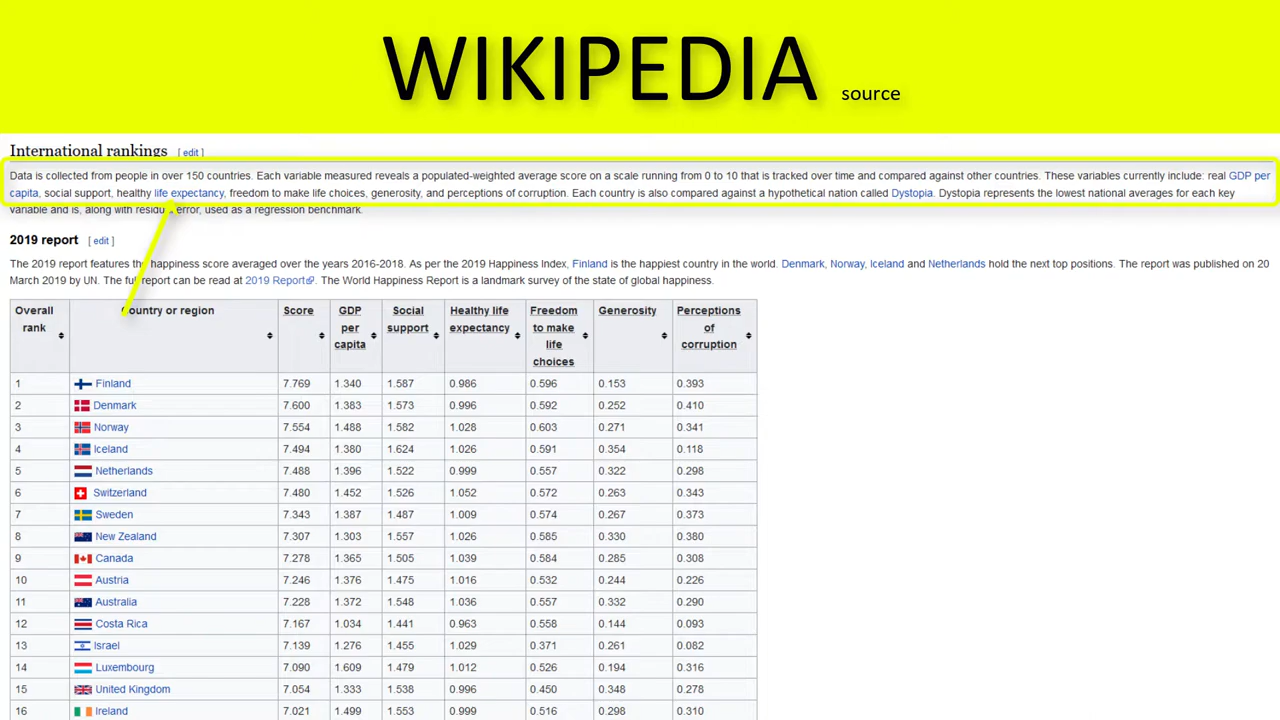 WIKIPEDIA source
International rankings [ edit ]
Data is collected from people in over 150 countries. Each variable measured reveals a populated-weighted average score on a scale running from 0 to 10 that is tracked over time and compared against other countries. These variables currently include: real GDP per
capita, social support, healthy life expectancy, freedom to make life choices, generosity, and perceptions of corruption. Each country is also compared against a hypothetical nation called Dystopia. Dystopia represents the lowest national averages for each key
variable and is, along with residual error, used as a regression benchmark.
2019 report [ edit ]
The 2019 report features the happiness score averaged over the years 2016-2018. As per the 2019 Happiness Index, Finland is the happiest country in the world. Denmark, Norway, Iceland and Netherlands hold the next top positions. The report was published on 20
March 2019 by UN. The full report can be read at 2019 Report. The World Happiness Report is a landmark survey of the state of global happiness.
Overall rank Country or region Score GDP per capita Social support Healthy life expectancy Freedom to make life choices Generosity Perceptions of corruption
1 Finland 7.769 1.340 1.587 0.986 0.596 0.153 0.393
2 Denmark 7.600 1.383 1.573 0.996 0.592 0.252 0.410
3 Norway 7.554 1.488 1.582 1.028 0.603 0.271 0.341
4 Iceland 7.494 1.380 1.624 1.026 0.591 0.354 0.118
5 Netherlands 7.488 1.396 1.522 0.999 0.557 0.322 0.298
6 Switzerland 7.480 1.452 1.526 1.052 0.572 0.263 0.343
7 Sweden 7.343 1.387 1.487 1.009 0.574 0.267 0.373
8 New Zealand 7.307 1.303 1.557 1.026 0.585 0.330 0.380
9 Canada 7.278 1.365 1.505 1.039 0.584 0.285 0.308
10 Austria 7.246 1.376 1.475 1.016 0.532 0.244 0.226
11 Australia 7.228 1.372 1.548 1.036 0.557 0.332 0.290
12 Costa Rica 7.167 1.034 1.441 0.963 0.558 0.144 0.093
13 Israel 7.139 1.276 1.455 1.029 0.371 0.261 0.082
14 Luxembourg 7.090 1.609 1.479 1.012 0.526 0.194 0.316
15 United Kingdom 7.054 1.333 1.538 0.996 0.450 0.348 0.278
16 Ireland 7.021 1.499 1.553 0.999 0.516 0.298 0.310